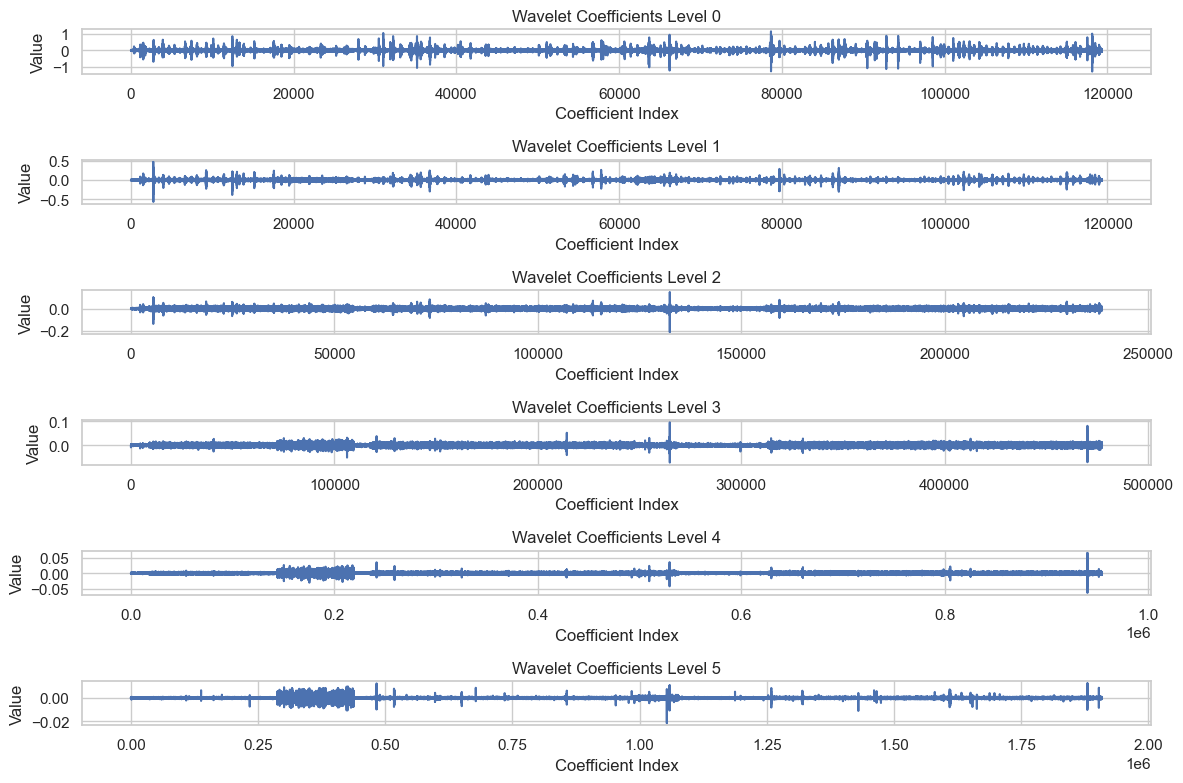 Wavelet Coefficients Level 0
Value
1
0
−1
0 20000 40000 60000 80000 100000 120000
Coefficient Index
Wavelet Coefficients Level 1
Value
0.5
0.0
−0.5
0 20000 40000 60000 80000 100000 120000
Coefficient Index
Wavelet Coefficients Level 2
Value
0.0
−0.2
0 50000 100000 150000 200000 250000
Coefficient Index
Wavelet Coefficients Level 3
Value
0.1
0.0
0 100000 200000 300000 400000 500000
Coefficient Index
Wavelet Coefficients Level 4
Value
0.05
0.00
−0.05
0.0 0.2 0.4 0.6 0.8 1.0
1e6
Coefficient Index
Wavelet Coefficients Level 5
Value
0.00
−0.02
0.00 0.25 0.50 0.75 1.00 1.25 1.50 1.75 2.00
1e6
Coefficient Index